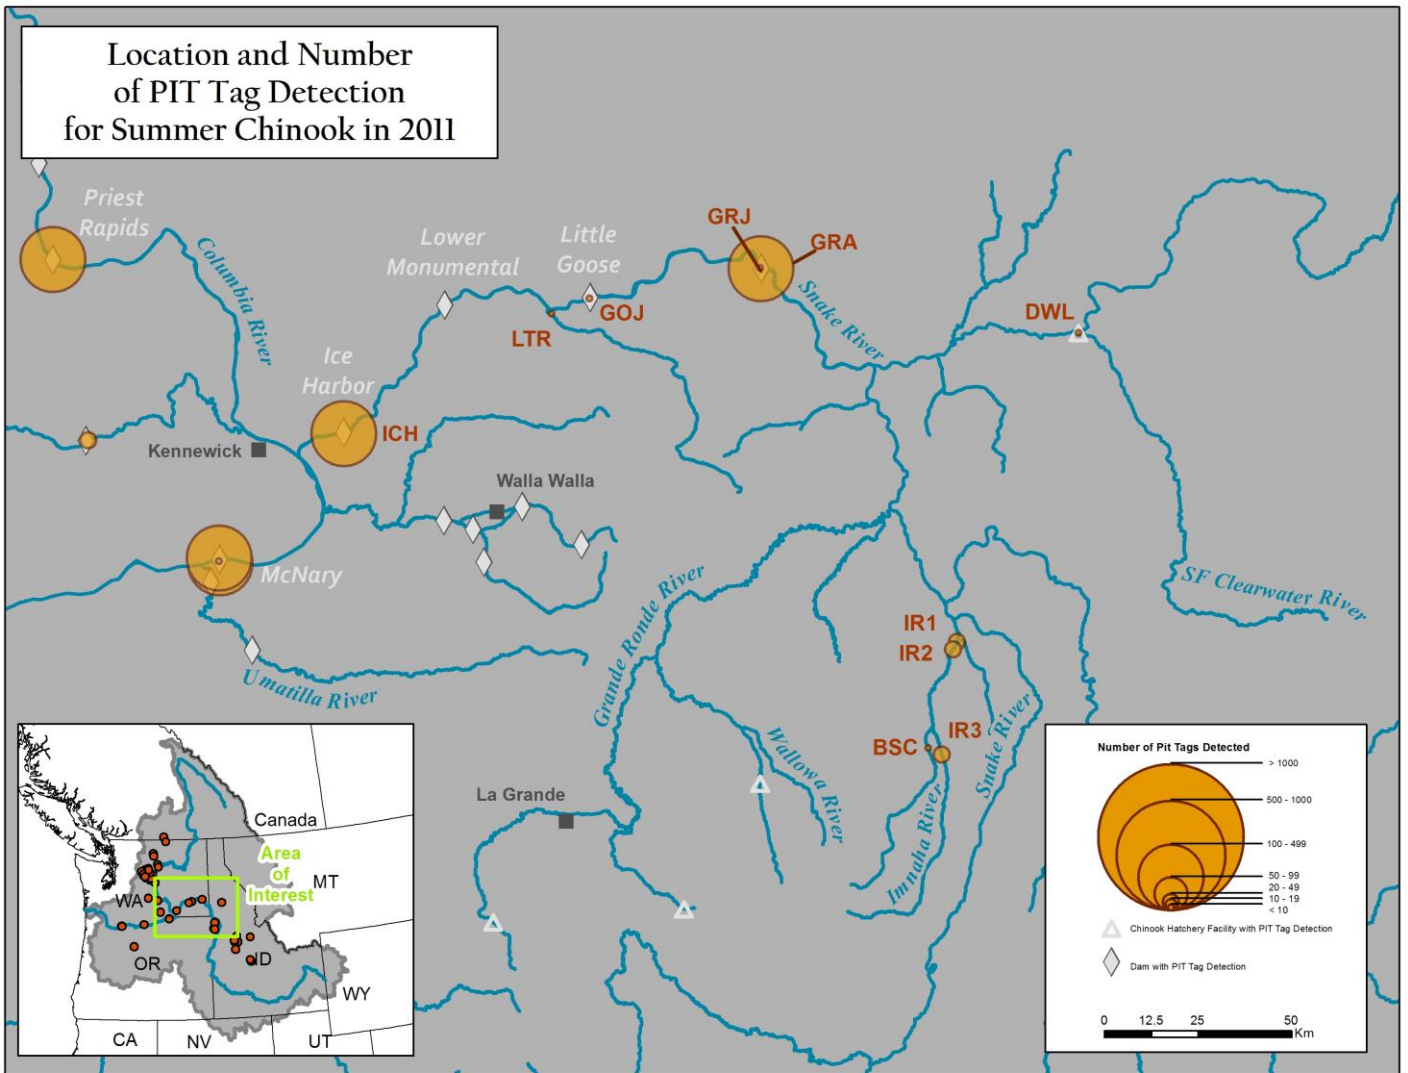 Location and Number
of PIT Tag Detection
for Summer Chinook in 2011
Priest
Rapids
Columbia River
Lower
Monumental
Little
Goose
GRJ
GRA
Snake River
DWL
GOJ
LTR
Ice
Harbor
ICH
Kennewick
Walla Walla
McNary
SF Clearwater River
Grande Ronde River
IR1
IR2
Umatilla River
BSC
IR3
Wallowa River
Snake River
Imnaha River
La Grande
Canada
Area
of
Interest
WA
MT
OR
ID
WY
CA
NV
UT
Number of Pit Tags Detected
> 1000
500 - 1000
100 - 499
50 - 99
20 - 49
10 - 19
< 10
Chinook Hatchery Facility with PIT Tag Detection
Dam with PIT Tag Detection
0 12.5 25 50
Km